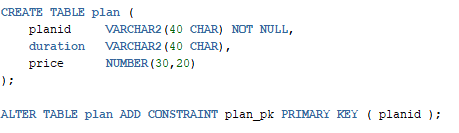 CREATE TABLE plan (
    planid     VARCHAR2(40 CHAR) NOT NULL,
    duration   VARCHAR2(40 CHAR),
    price      NUMBER(30,20)
);
ALTER TABLE plan ADD CONSTRAINT plan_pk PRIMARY KEY ( planid );